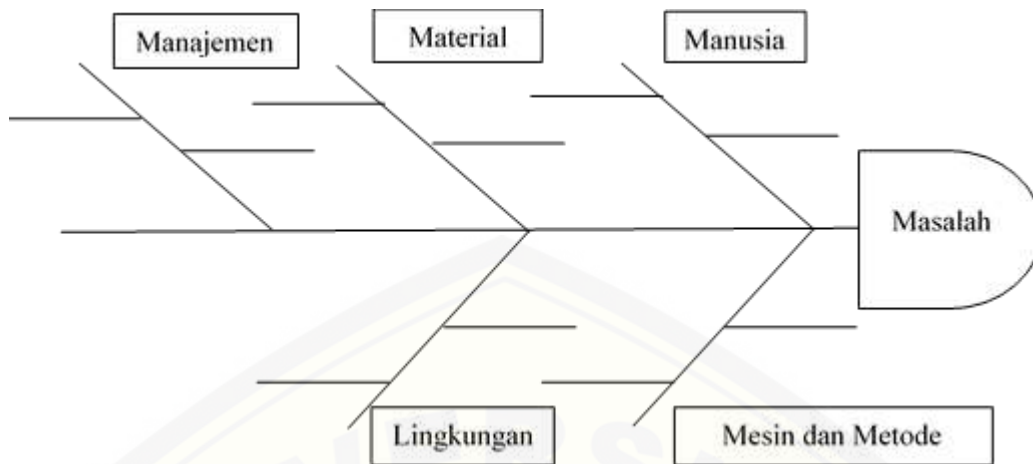 Manajemen
Material
Manusia
Masalah
Lingkungan
Mesin dan Metode